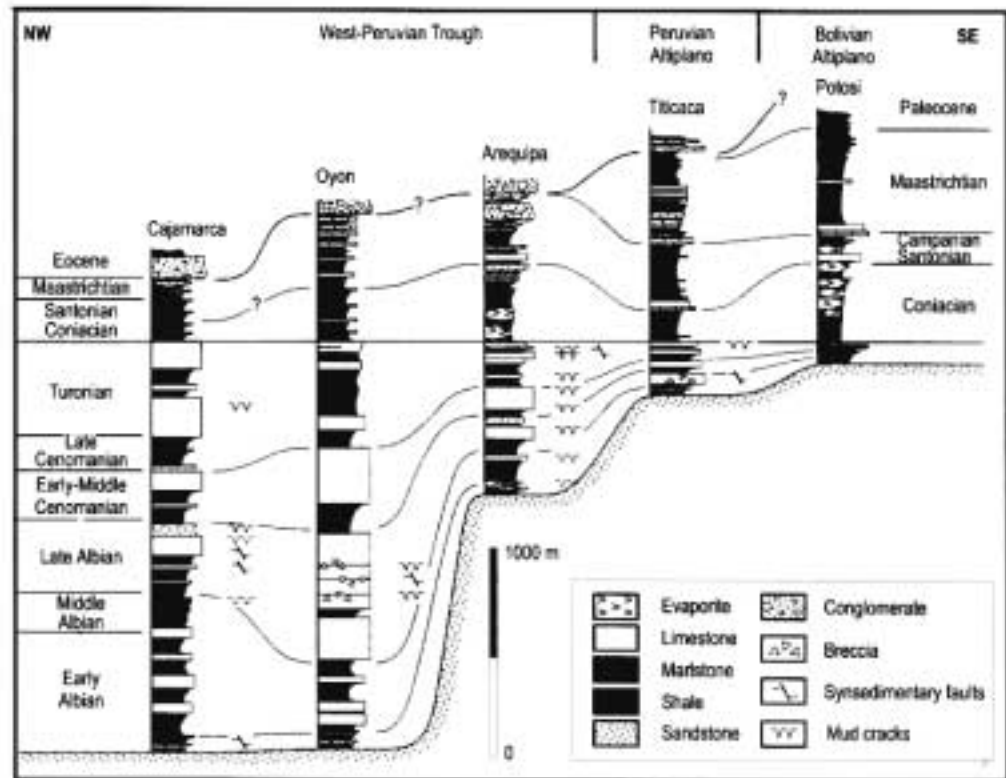 NW
West-Peruvian Trough
Peruvian
Altiplano
Bolivian
Altiplano
SE
Potosi
Titicaca
Arequipa
Oyon
Cajamarca
?
?
?
Paleocene
Maastrichtian
Campanian
Santonian
Coniacian
Eocene
Maastrichtian
Santonian
Coniacian
Turonian
Late
Cenomanian
Early-Middle
Cenomanian
Late Albian
Middle
Albian
Early
Albian
1000 m
0
Evaporite
Limestone
Marlstone
Shale
Sandstone
Conglomerate
Breccia
Synsedimentary faults
Mud cracks